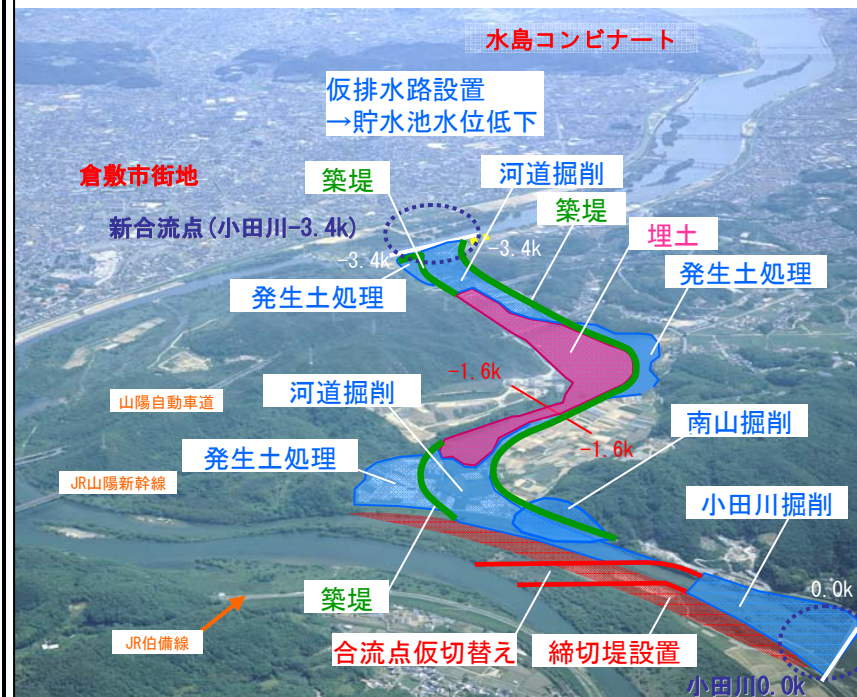 水島コンビナート
仮排水路設置
→貯水池水位低下
倉敷市街地
築堤
河道掘削
築堤
新合流点(小田川-3.4k)
埋土
-3.4k
-3.4k
発生土処理
発生土処理
-1.6k
河道掘削
山陽自動車道
南山掘削
-1.6k
発生土処理
JR山陽新幹線
小田川掘削
0.0k
築堤
JR伯備線
合流点仮切替え
締切堤設置
小田川0.0k